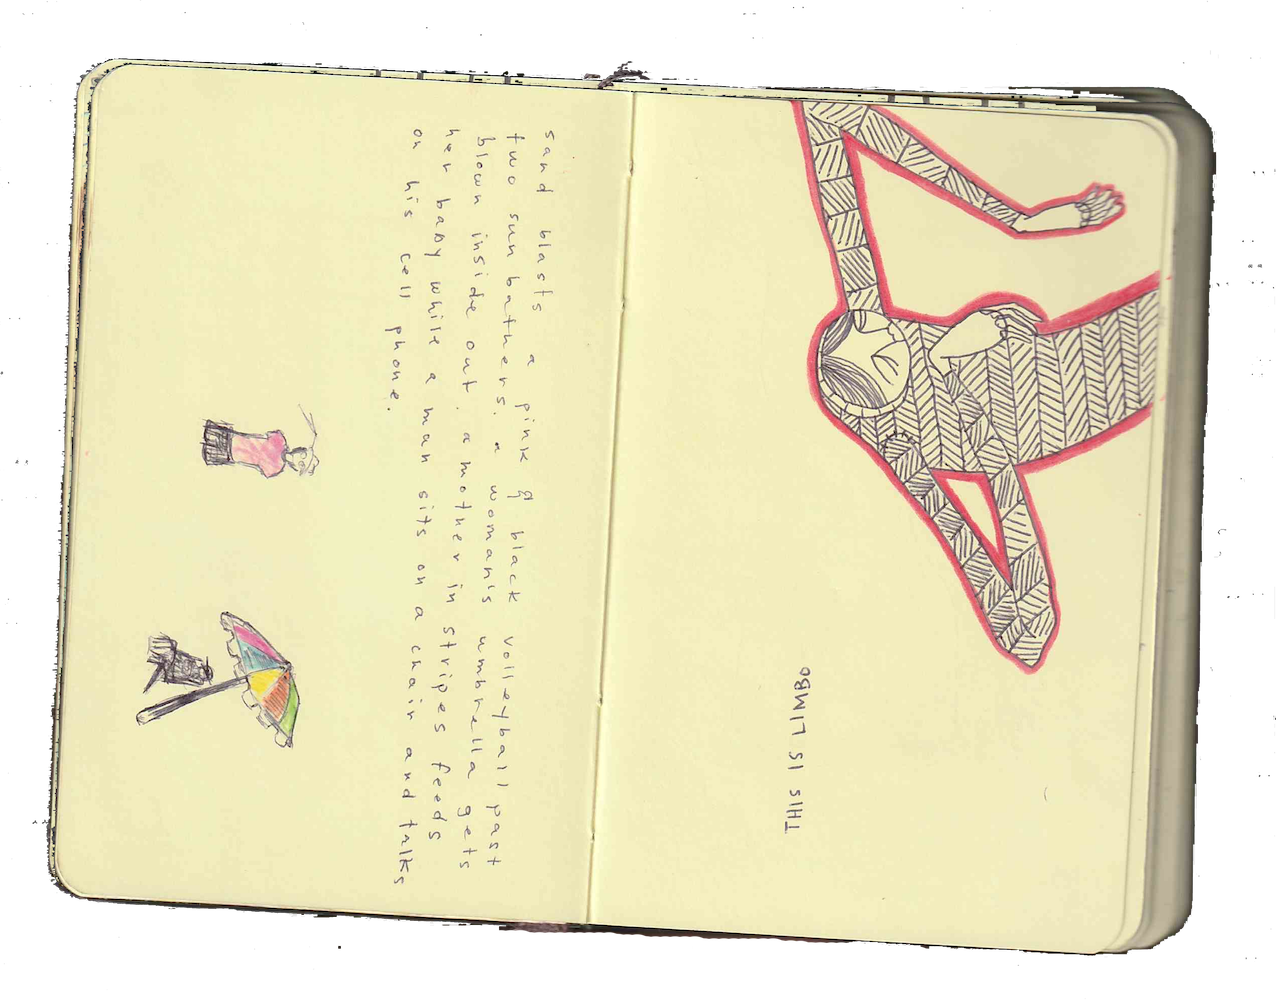 sand blasts a pink & black volleyball past
two sun bathers. a woman's umbrella gets
blown inside out. a mother in stripes feeds
her baby while a man sits on a chair and talks
on his cell phone.
THIS IS LIMBO